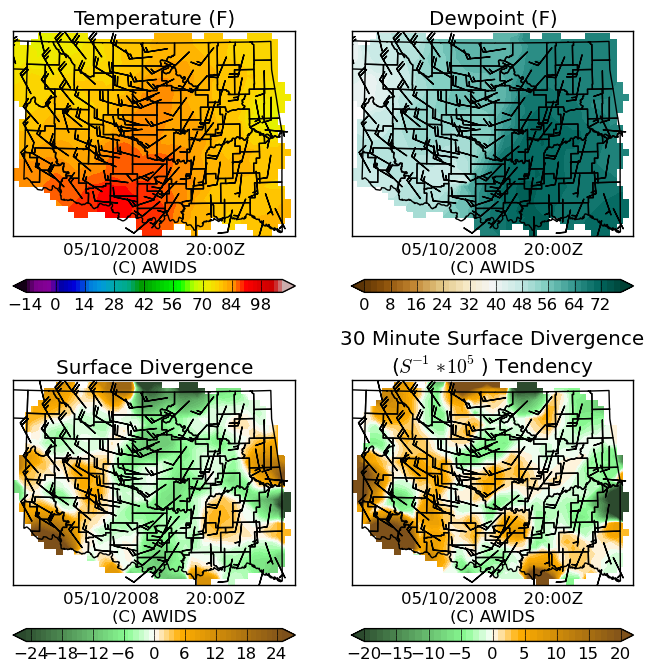 Temperature (F)
Dewpoint (F)
05/10/2008 20:00Z
(C) AWIDS
05/10/2008 20:00Z
(C) AWIDS
−14 0 14 28 42 56 70 84 98
0 8 16 24 32 40 48 56 64 72
Surface Divergence
30 Minute Surface Divergence
(S⁻¹ *10⁵ ) Tendency
05/10/2008 20:00Z
(C) AWIDS
05/10/2008 20:00Z
(C) AWIDS
−24 −18 −12 −6 0 6 12 18 24
−20 −15 −10 −5 0 5 10 15 20